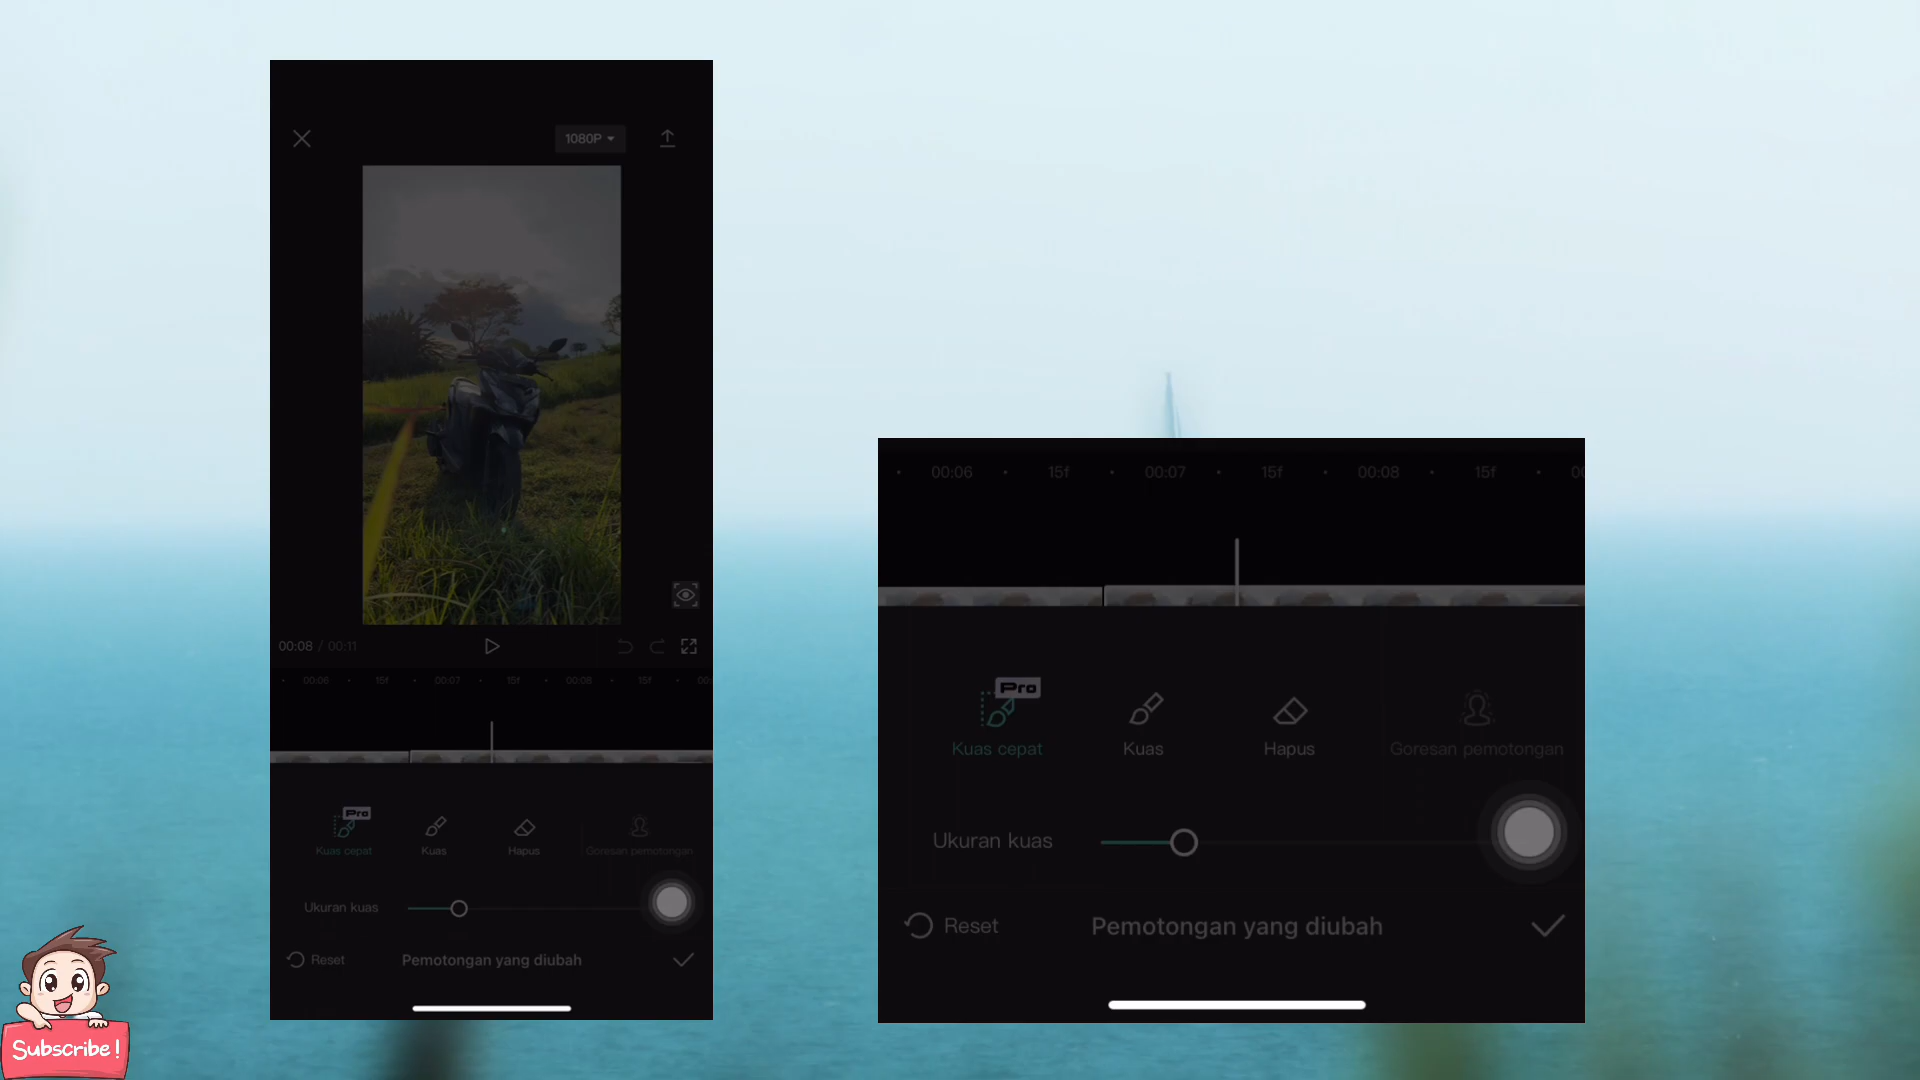 1080P
00:08 / 00:11
00:06 15f 00:07 15f 00:08 15f
Pro
Kuas cepat Kuas Hapus Goresan pemotongan
Ukuran kuas
Reset Pemotongan yang diubah
00:06 15f 00:07 15f 00:08 15f
Pro
Kuas cepat Kuas Hapus Goresan pemotongan
Ukuran kuas
Reset Pemotongan yang diubah
Subscribe!